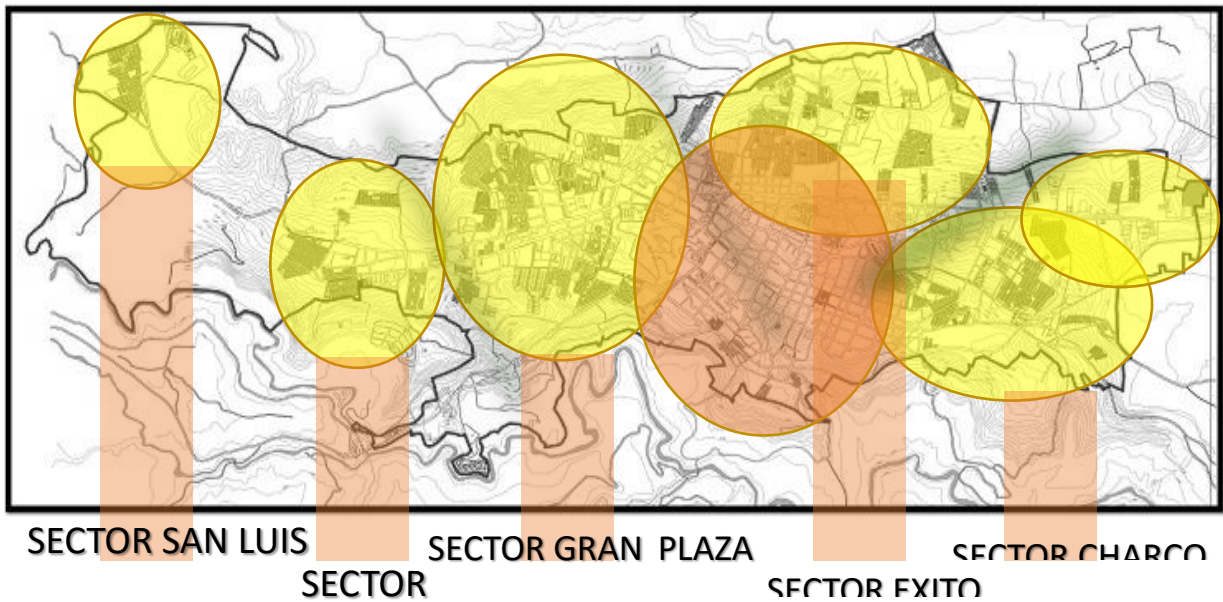 SECTOR SAN LUIS
SECTOR
SECTOR GRAN PLAZA
SECTOR EXITO
SECTOR CHARCO